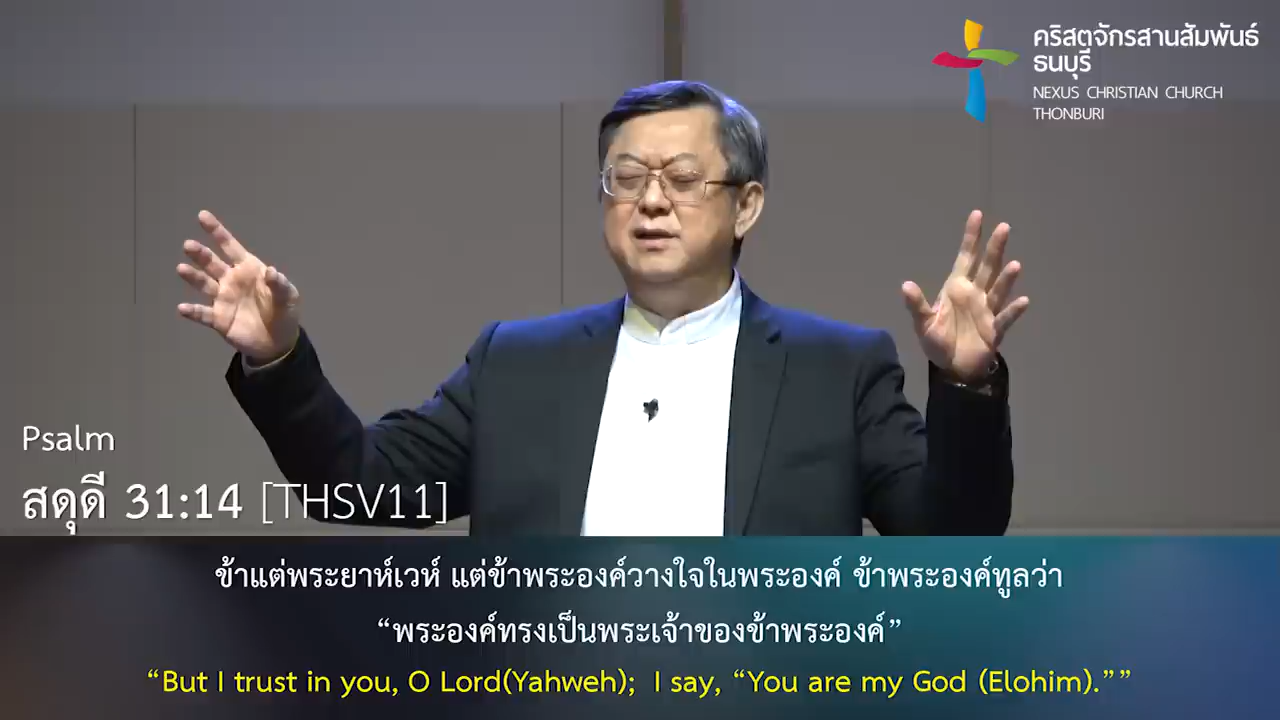 คริสตจักรสานสัมพันธ์
ธนบุรี
NEXUS CHRISTIAN CHURCH
THONBURI
Psalm
สดุดี 31:14 [THSV11]
ข้าแต่พระยาห์เวห์ แต่ข้าพระองค์วางใจในพระองค์ ข้าพระองค์ทูลว่า
“พระองค์ทรงเป็นพระเจ้าของข้าพระองค์”
“But I trust in you, O Lord(Yahweh); I say, “You are my God (Elohim).””